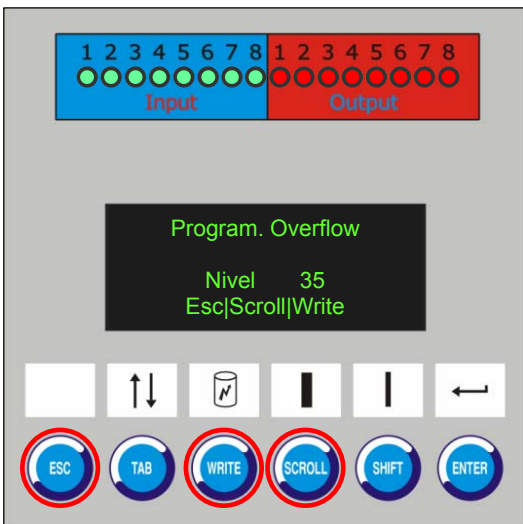 1 2 3 4 5 6 7 8 1 2 3 4 5 6 7 8
Input Output
Program. Overflow
Nivel 35
Esc|Scroll|Write
ESC TAB WRITE SCROLL SHIFT ENTER